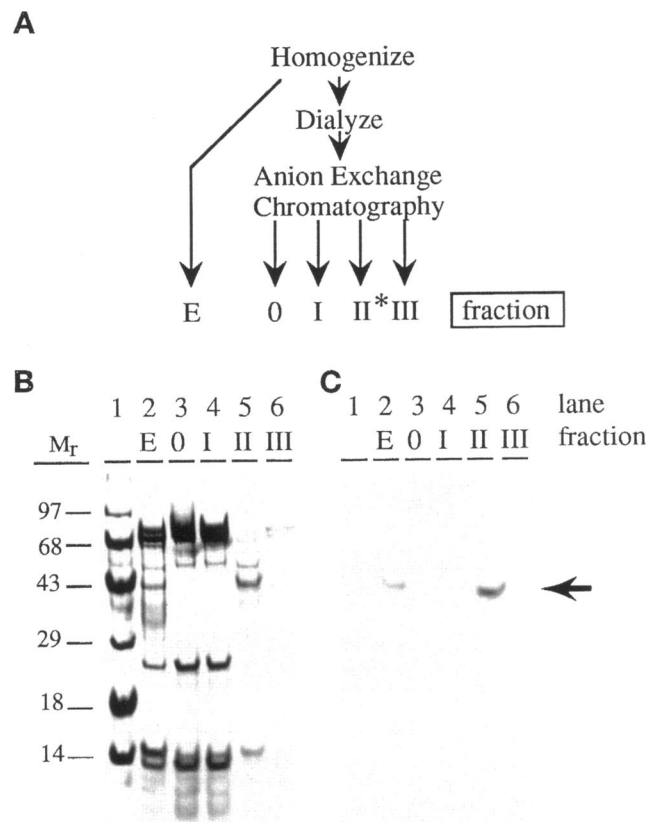 A
Homogenize
Dialyze
Anion Exchange
Chromatography
E 0 I II * III fraction
B C
1 2 3 4 5 6 1 2 3 4 5 6 lane
Mr E 0 I II III E 0 I II III fraction
97
68
43
29
18
14